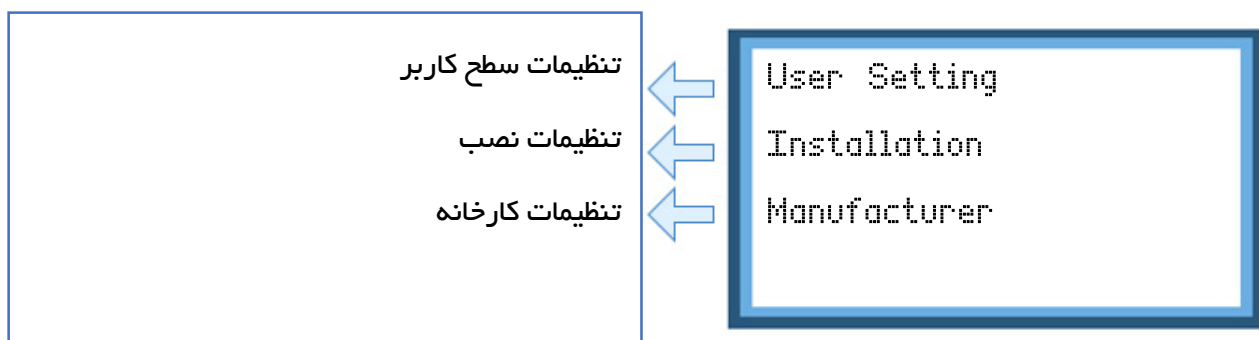 تنظیمات سطح کاربر
تنظیمات نصب
تنظیمات کارخانه
User Setting
Installation
Manufacturer